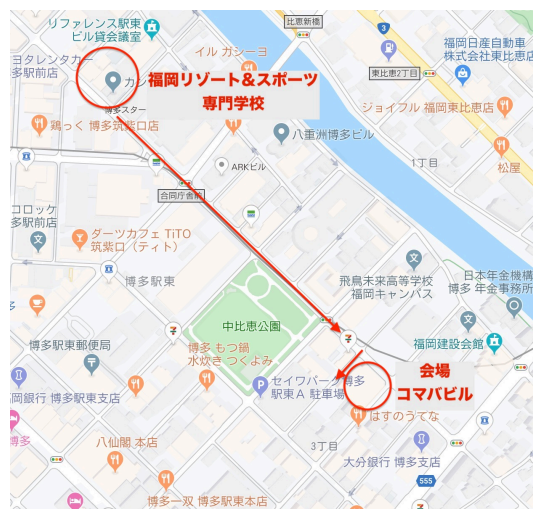 リファレンス駅東
ビル貸会議室
比恵新橋
イル ガシーヨ
福岡日産自動車
株式会社東比恵店
ヨタレンタカー
多駅前店
カレ
福岡リゾート&スポーツ
専門学校
東比恵2丁目
博多スター
ジョイフル 福岡東比恵店
鶏っく 博多筑紫口店
八重洲博多ビル
1丁目
松屋
ARKビル
合同庁舎前
コロッケ
多駅前店
ダーツカフェ TiTO
筑紫口（ティト）
博多駅東
飛鳥未来高等学校
福岡キャンパス
日本年金機構
博多 年金事務所
中比恵公園
博多駅東郵便局
博多 もつ鍋
水炊き つくよみ
福岡建設会館
会場
コマバビル
セイワパーク博多
駅東A 駐車場
岡銀行 博多駅東支店
はすのうてな
博多
八仙閣 本店
3丁目
大分銀行 博多支店
555
博多一双 博多駅東本店